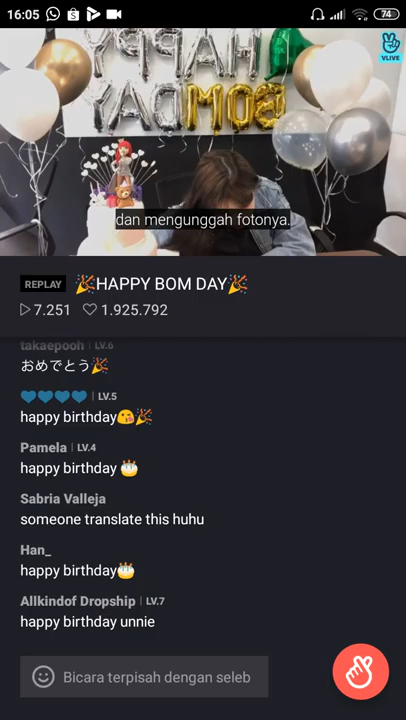 16:05
74
HAPPY
BOM DAY
VLIVE
dan mengunggah fotonya.
REPLAY 🎉HAPPY BOM DAY🎉
7.251 1.925.792
takaepooh LV.6
おめでとう🎉
💙💙💙💙 LV.5
happy birthday😘🎉
Pamela LV.4
happy birthday 🎂
Sabria Valleja
someone translate this huhu
Han_
happy birthday🎂
Allkindof Dropship LV.7
happy birthday unnie
Bicara terpisah dengan seleb